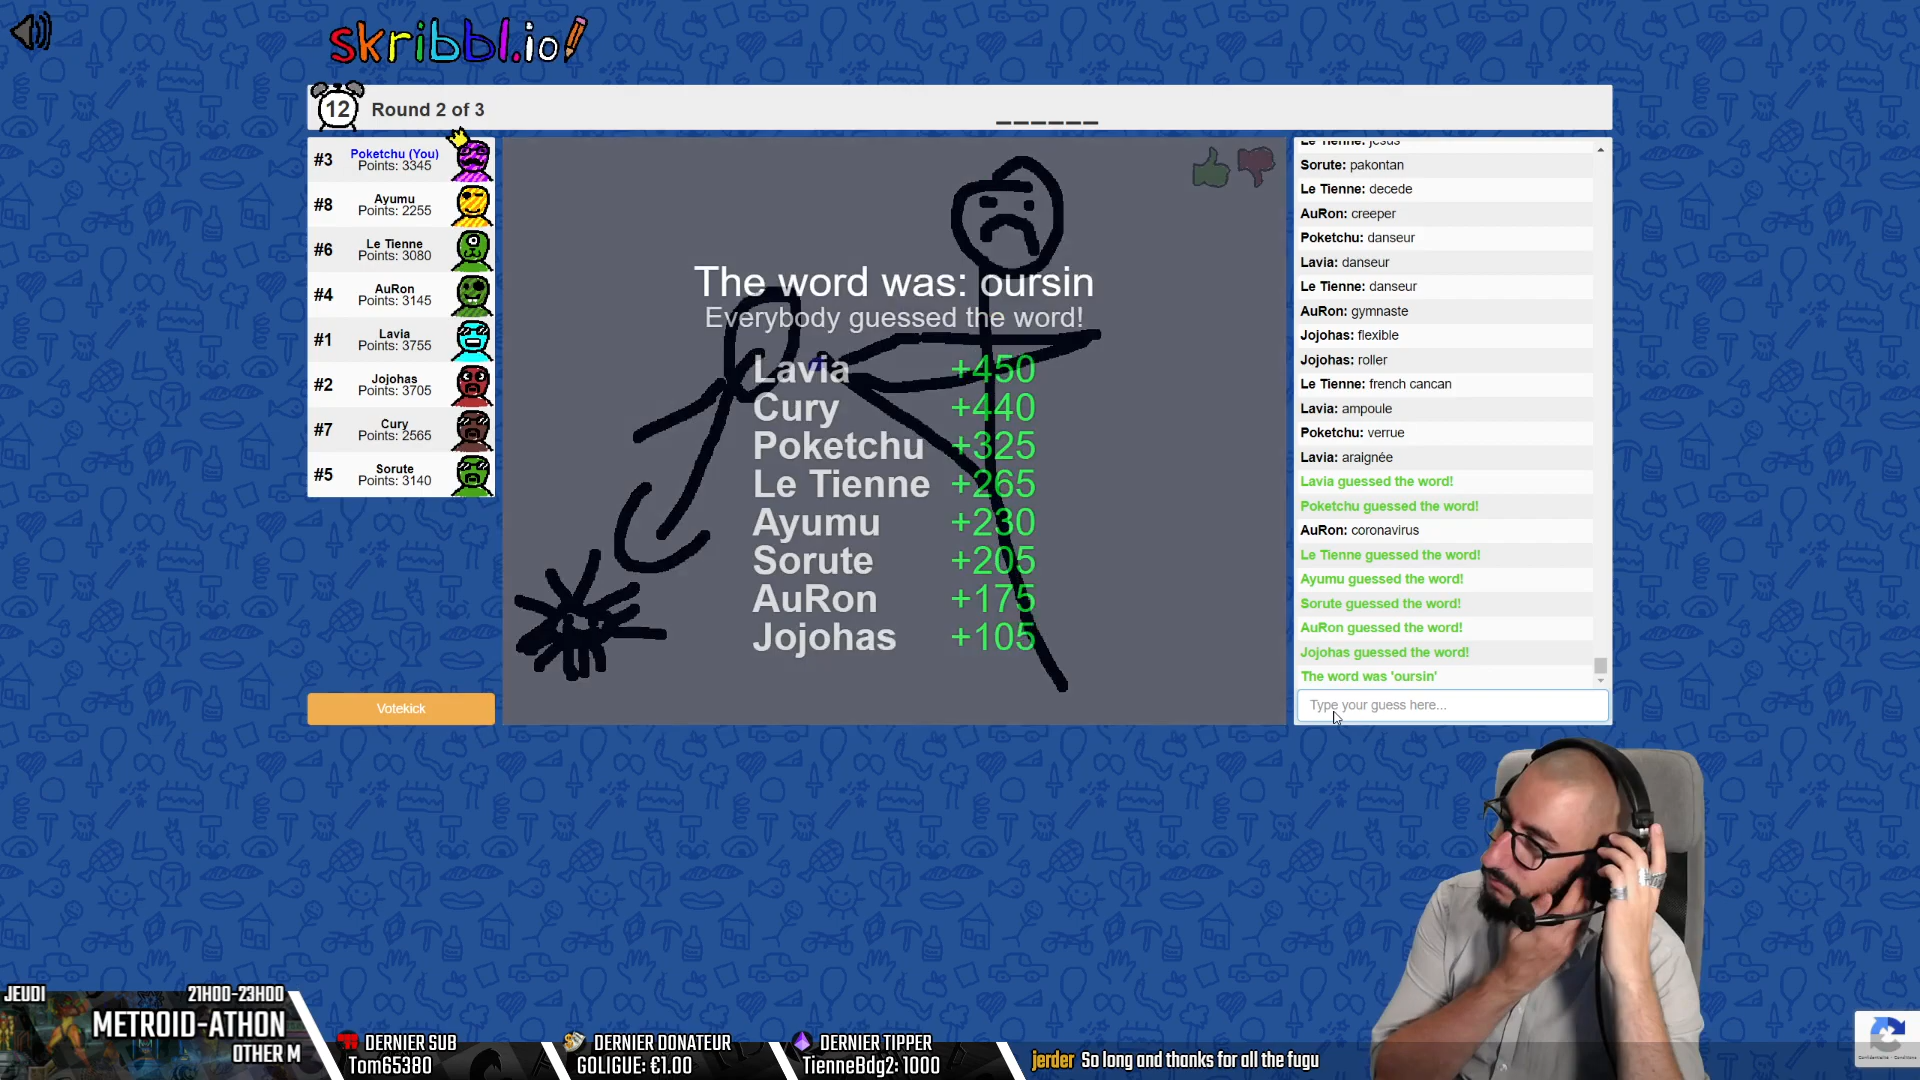 skribbl.io
12
Round 2 of 3
______
#3
Poketchu (You)
Points: 3345
#8
Ayumu
Points: 2255
#6
Le Tienne
Points: 3080
#4
AuRon
Points: 3145
#1
Lavia
Points: 3755
#2
Jojohas
Points: 3705
#7
Cury
Points: 2565
#5
Sorute
Points: 3140
Votekick
The word was: oursin
Everybody guessed the word!
Lavia +450
Cury +440
Poketchu +325
Le Tienne +265
Ayumu +230
Sorute +205
AuRon +175
Jojohas +105
Le Tienne: jesus
Sorute: pakontan
Le Tienne: decede
AuRon: creeper
Poketchu: danseur
Lavia: danseur
Le Tienne: danseur
AuRon: gymnaste
Jojohas: flexible
Jojohas: roller
Le Tienne: french cancan
Lavia: ampoule
Poketchu: verrue
Lavia: araignée
Lavia guessed the word!
Poketchu guessed the word!
AuRon: coronavirus
Le Tienne guessed the word!
Ayumu guessed the word!
Sorute guessed the word!
AuRon guessed the word!
Jojohas guessed the word!
The word was 'oursin'
Type your guess here...
JEUDI 21H00-23H00
METROID-ATHON
OTHER M
DERNIER SUB
Tom65380
DERNIER DONATEUR
GOLIGUE: €1.00
DERNIER TIPPER
TienneBdg2: 1000
jerder So long and thanks for all the fugu